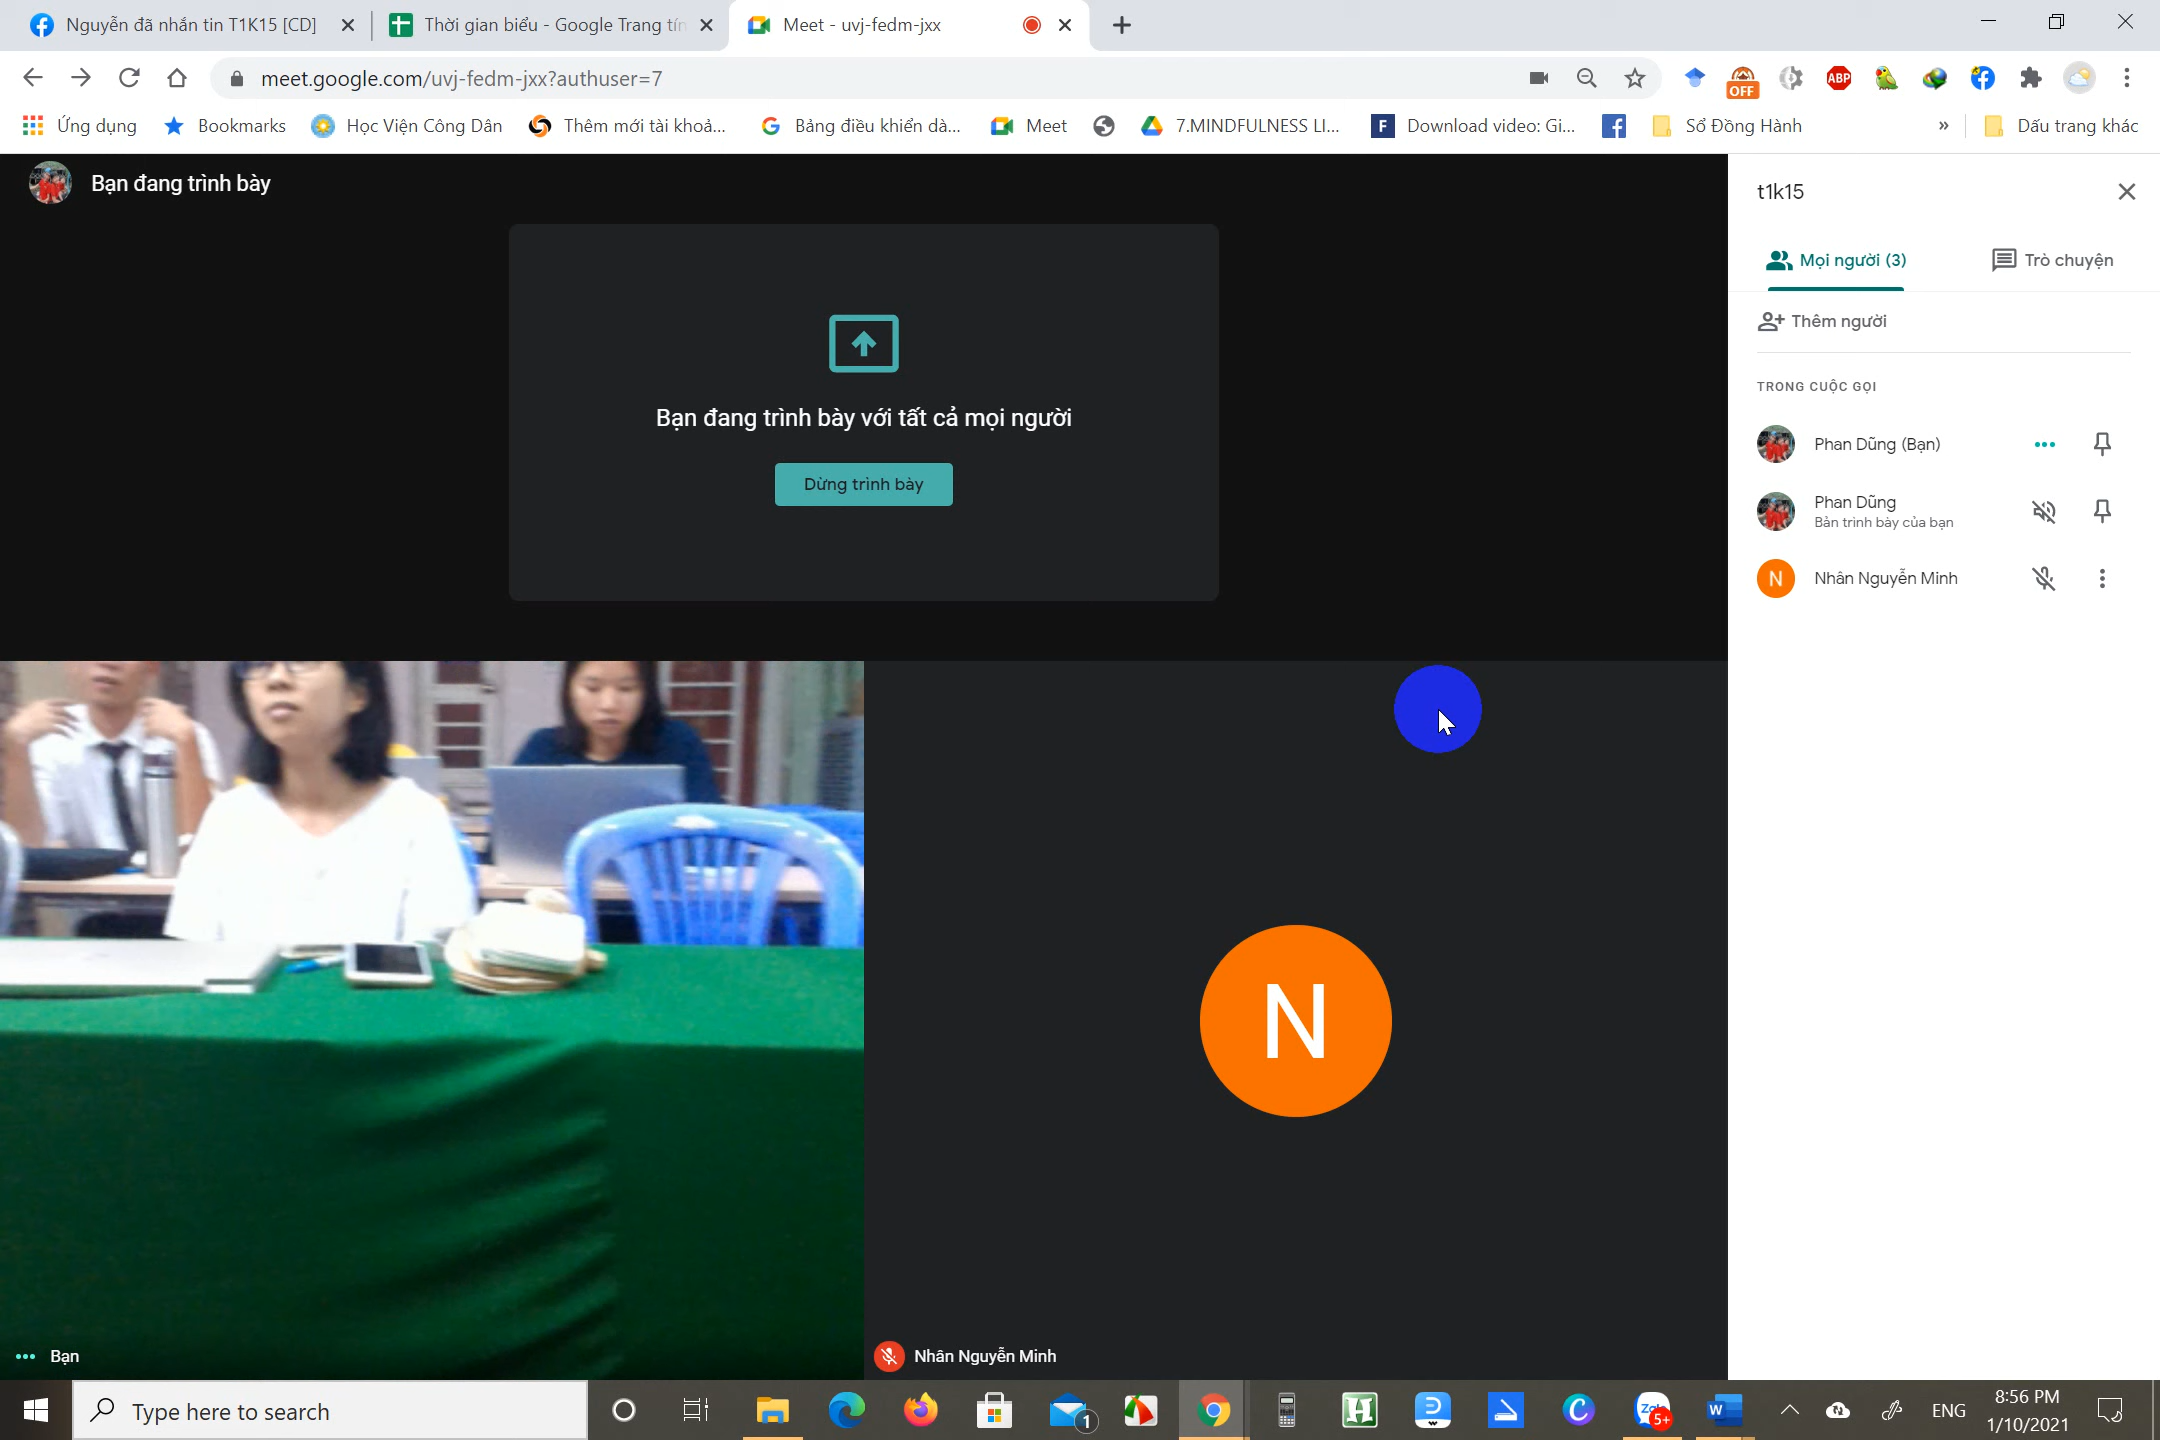 Nguyễn đã nhắn tin T1K15 [CD]
Thời gian biểu - Google Trang tín
Meet - uvj-fedm-jxx
meet.google.com/uvj-fedm-jxx?authuser=7
OFF
ABP
Ứng dụng
Bookmarks
Học Viện Công Dân
Thêm mới tài khoả...
Bảng điều khiển dà...
Meet
7.MINDFULNESS LI...
F
Download video: Gi...
Sổ Đồng Hành
»
Dấu trang khác
Bạn đang trình bày
Bạn đang trình bày với tất cả mọi người
Dừng trình bày
t1k15
Mọi người (3)
Trò chuyện
Thêm người
TRONG CUỘC GỌI
Phan Dũng (Bạn)
Phan Dũng
Bản trình bày của bạn
N
Nhân Nguyễn Minh
N
Bạn
Nhân Nguyễn Minh
Type here to search
1
5+
W
ENG
8:56 PM
1/10/2021